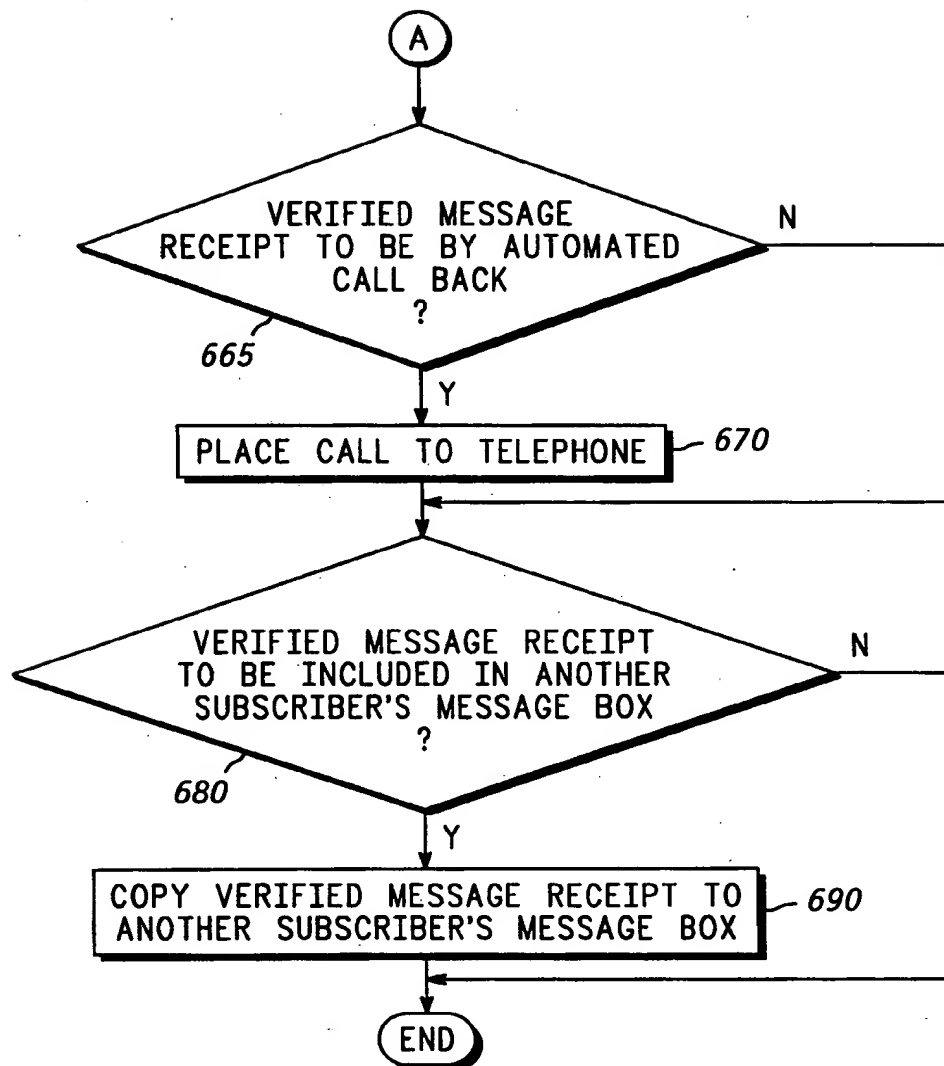 A
VERIFIED MESSAGE
RECEIPT TO BE BY AUTOMATED
CALL BACK
?
N
665
Y
PLACE CALL TO TELEPHONE
670
VERIFIED MESSAGE RECEIPT
TO BE INCLUDED IN ANOTHER
SUBSCRIBER'S MESSAGE BOX
?
N
680
Y
COPY VERIFIED MESSAGE RECEIPT TO
ANOTHER SUBSCRIBER'S MESSAGE BOX
690
END